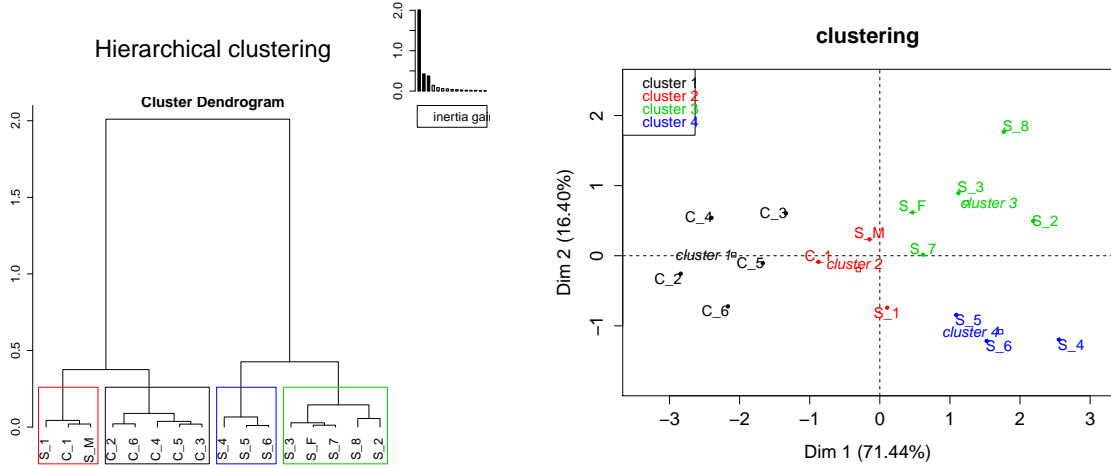 Hierarchical clustering
2.0
1.0
0.0
inertia gai
Cluster Dendrogram
2.0
1.5
1.0
0.5
0.0
S_1
C_1
S_M
C_2
C_6
C_4
C_5
C_3
S_4
S_5
S_6
S_3
S_F
S_7
S_8
S_2
clustering
cluster 1
cluster 2
cluster 3
cluster 4
Dim 2 (16.40%)
2
1
0
−1
S_8
S_3
cluster 3
S_F
S_2
C_4
C_3
S_M
S_7
cluster 1
C_5
C_1
cluster 2
C_2
C_6
S_1
S_5
cluster 4
S_6
S_4
−3 −2 −1 0 1 2 3
Dim 1 (71.44%)